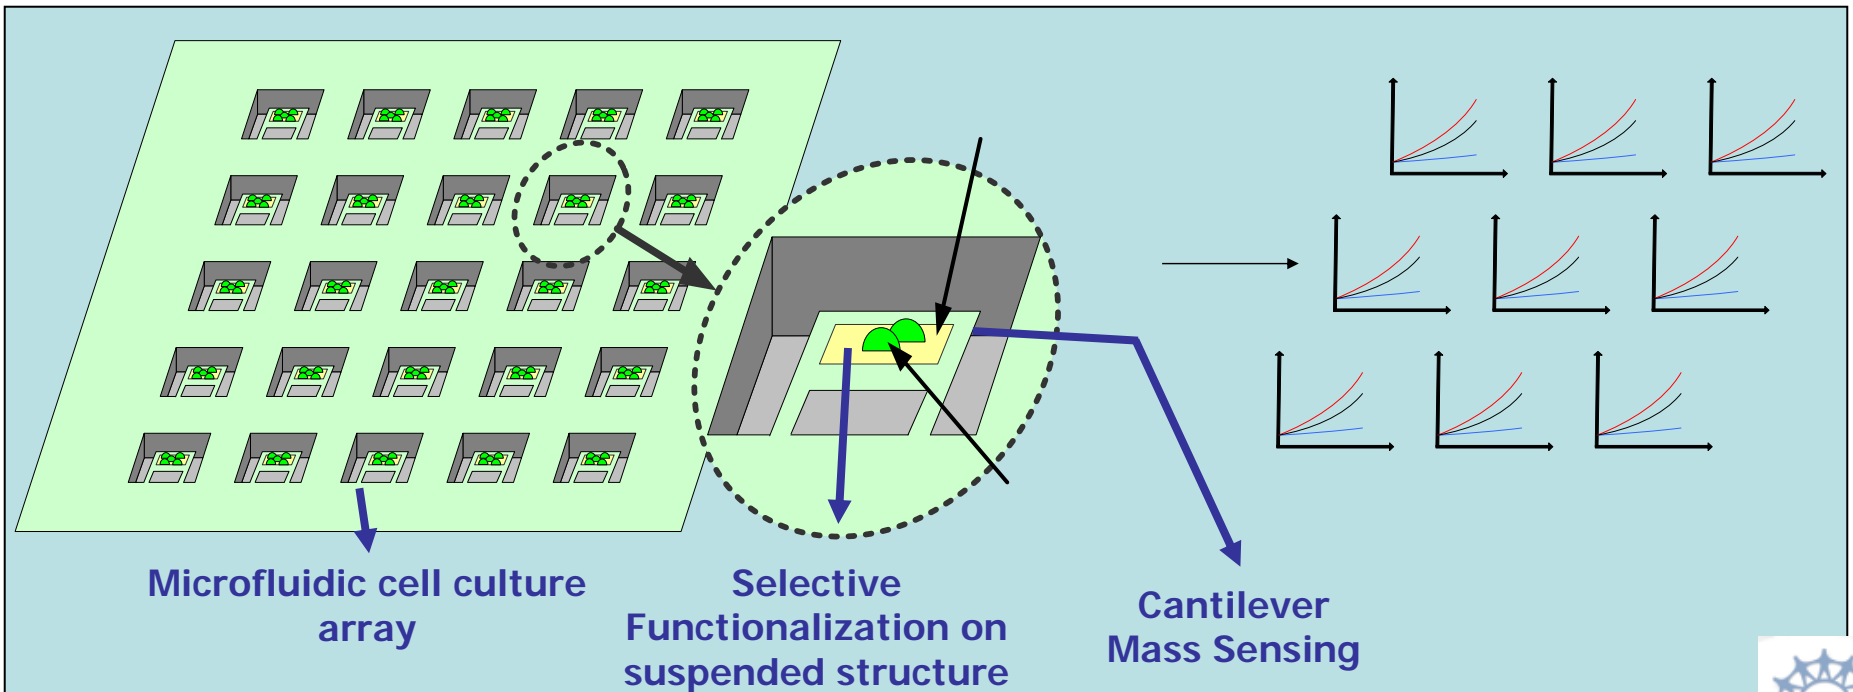 Microfluidic cell culture
array
Selective
Functionalization on
suspended structure
Cantilever
Mass Sensing